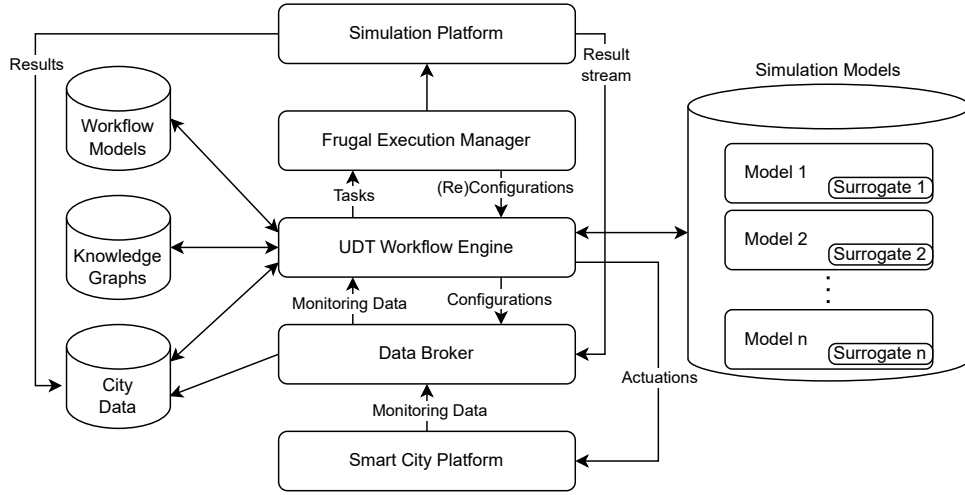 Simulation Platform
Results
Result
stream
Simulation Models
Workflow
Models
Frugal Execution Manager
Model 1
Surrogate 1
Tasks
(Re)Configurations
Knowledge
Graphs
UDT Workflow Engine
Model 2
Surrogate 2
Monitoring Data
Configurations
Model n
Surrogate n
City
Data
Data Broker
Actuations
Monitoring Data
Smart City Platform